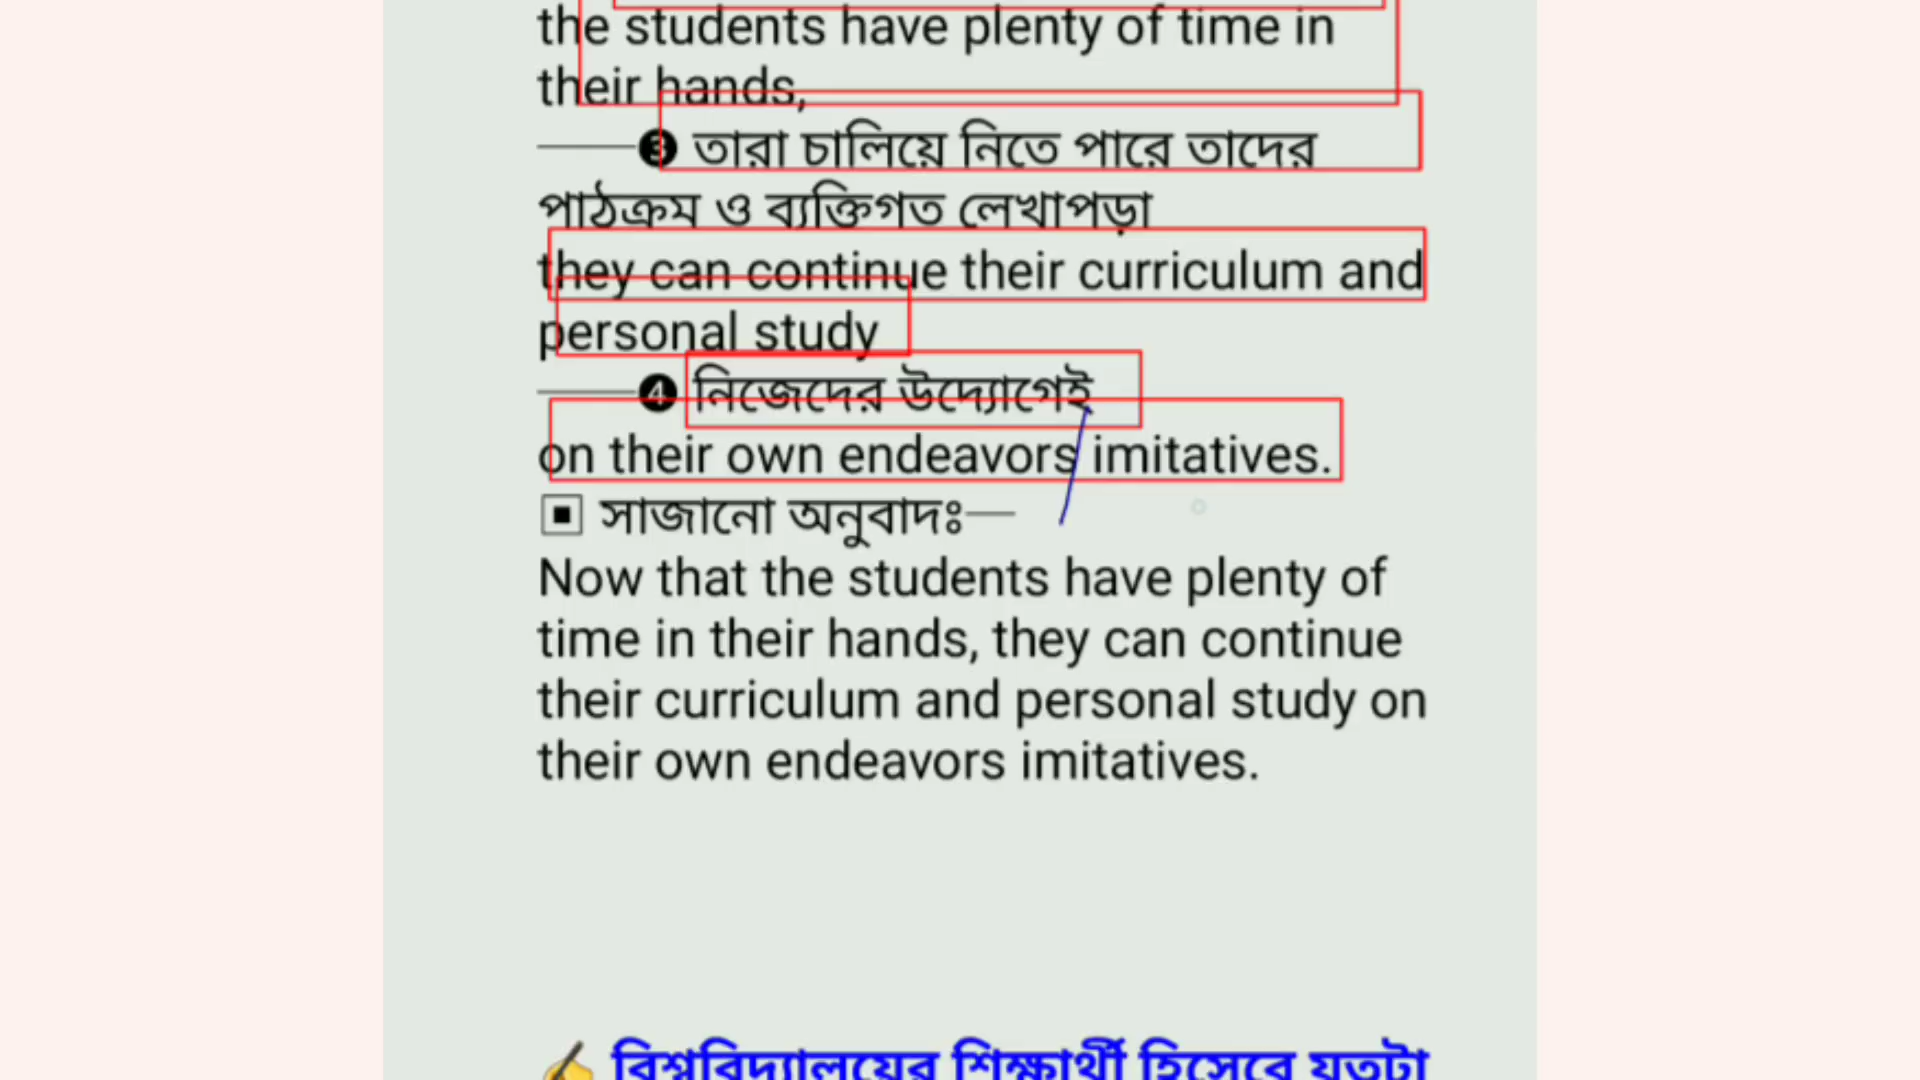 the students have plenty of time in
their hands,
———❸ তারা চালিয়ে নিতে পারে তাদের
পাঠক্রম ও ব্যক্তিগত লেখাপড়া
they can continue their curriculum and
personal study
———❹ নিজেদের উদ্যোগেই
on their own endeavors imitatives.
▣ সাজানো অনুবাদঃ—
Now that the students have plenty of
time in their hands, they can continue
their curriculum and personal study on
their own endeavors imitatives.
✍ বিশ্ববিদ্যালয়ের শিক্ষার্থী হিসেবে যতটা